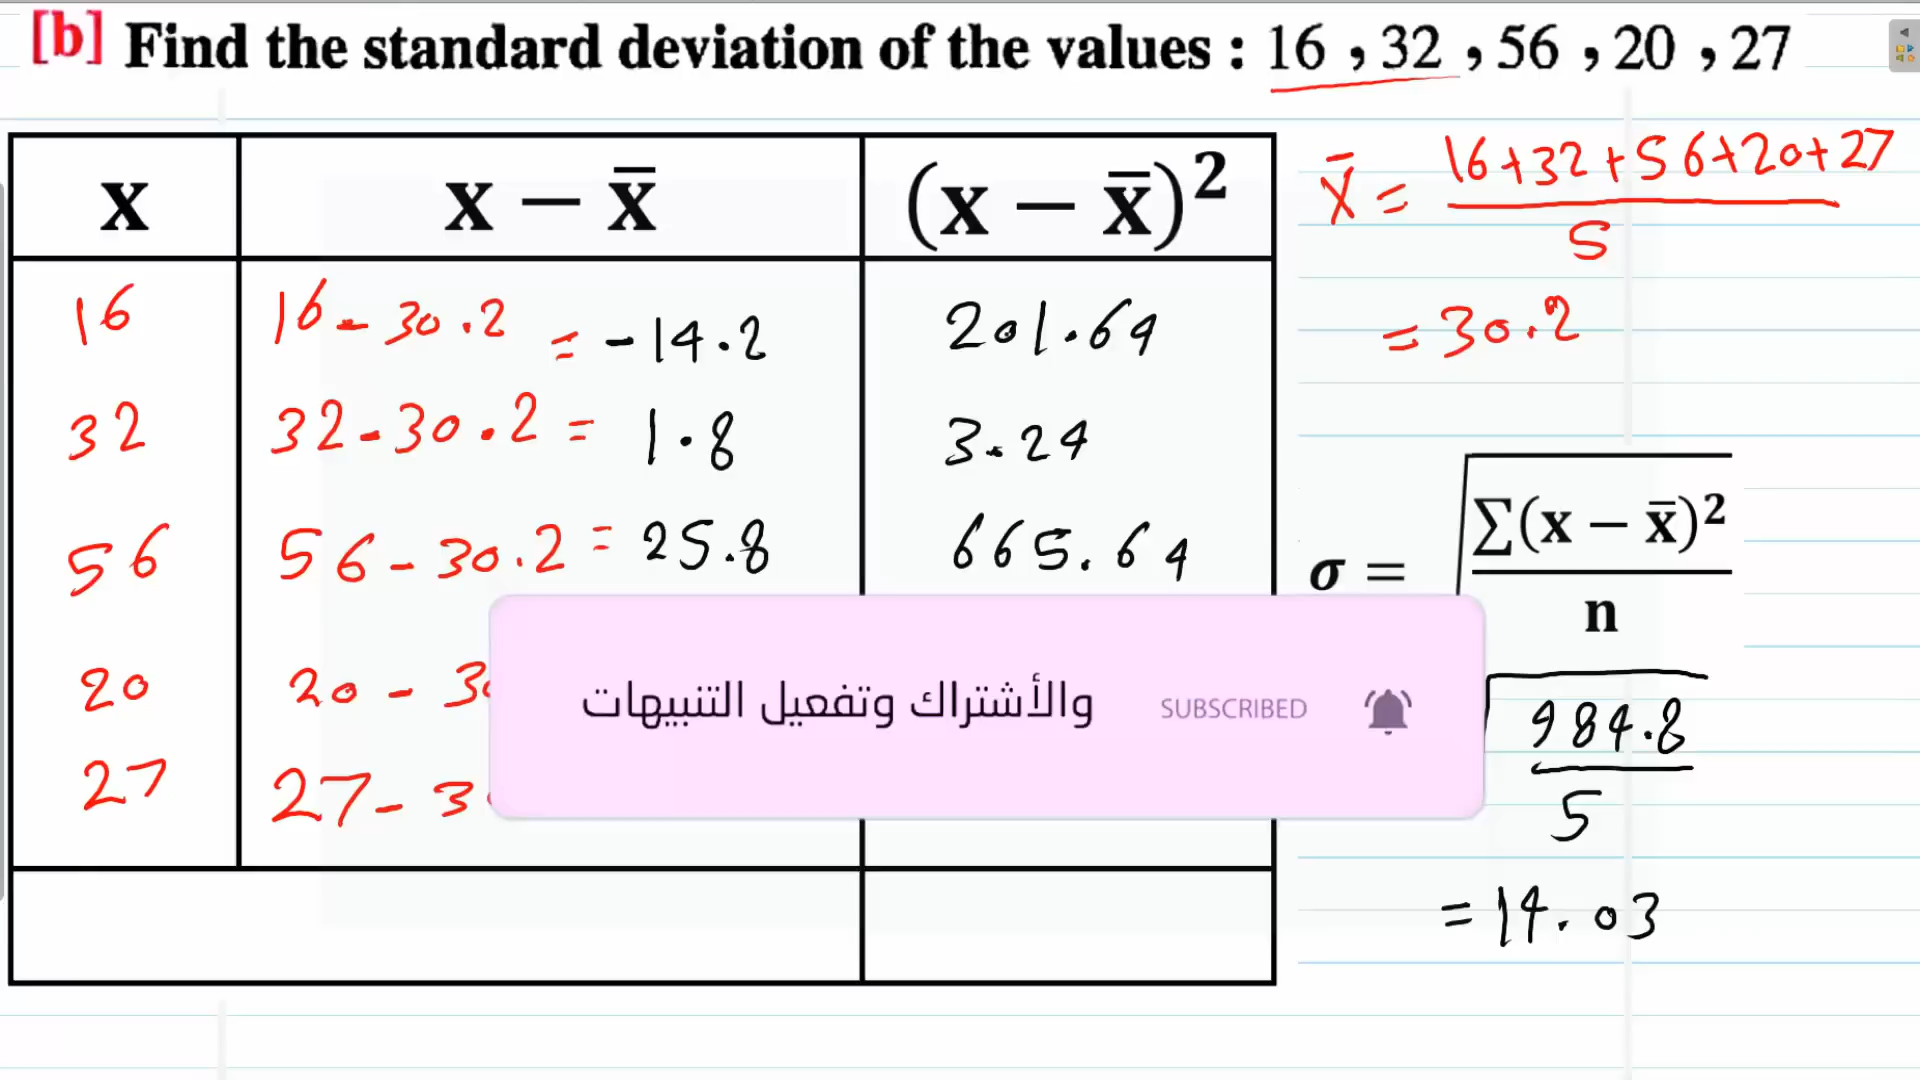 [b] Find the standard deviation of the values : 16 , 32 , 56 , 20 , 27
x x − x̄ (x − x̄)²
16 16 - 30.2 = -14.2 201.64
32 32 - 30.2 = 1.8 3.24
56 56 - 30.2 = 25.8 665.64
20 20 - 3
27 27 - 3
x̄ = 16+32+56+20+27
5
= 30.2
σ = √ ∑(x − x̄)²
n
√ 984.8
5
= 14.03
والأشتراك وتفعيل التنبيهات SUBSCRIBED